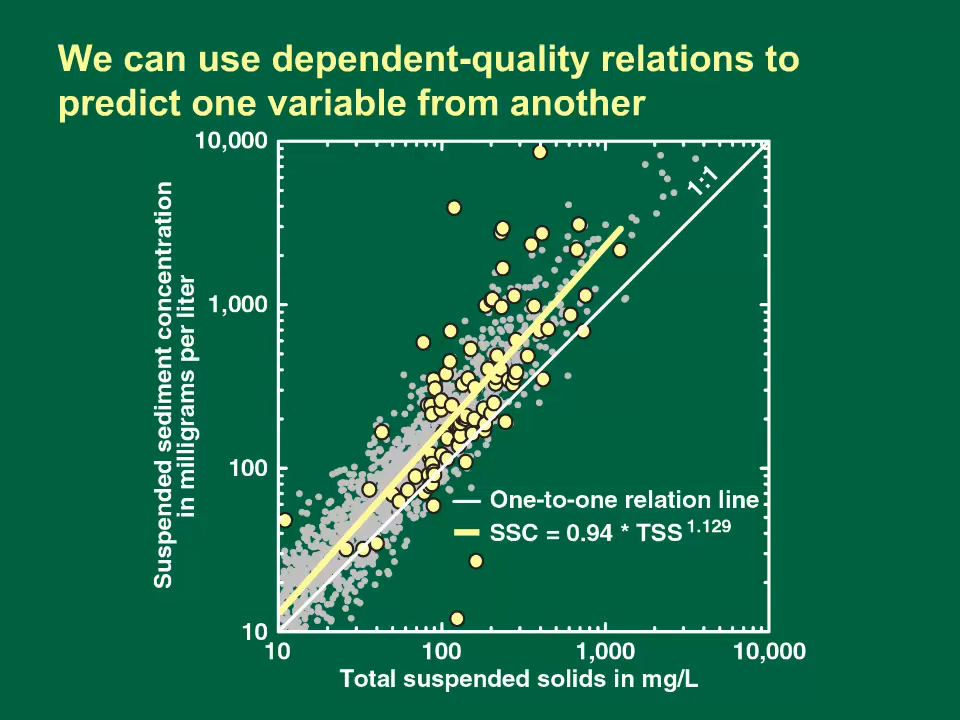 We can use dependent-quality relations to
predict one variable from another
10,000
1,000
100
10
Suspended sediment concentration
in milligrams per liter
1:1
One-to-one relation line
SSC = 0.94 * TSS 1.129
10 100 1,000 10,000
Total suspended solids in mg/L